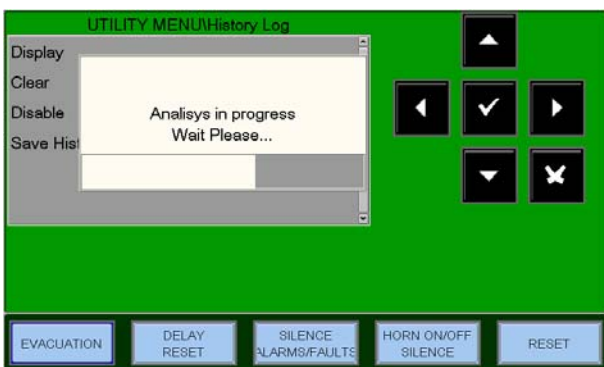 UTILITY MENU\History Log
Display
Clear
Disable
Save Hist
Analisys in progress
Wait Please...
EVACUATION
DELAY
RESET
SILENCE
ALARMS/FAULTS
HORN ON/OFF
SILENCE
RESET